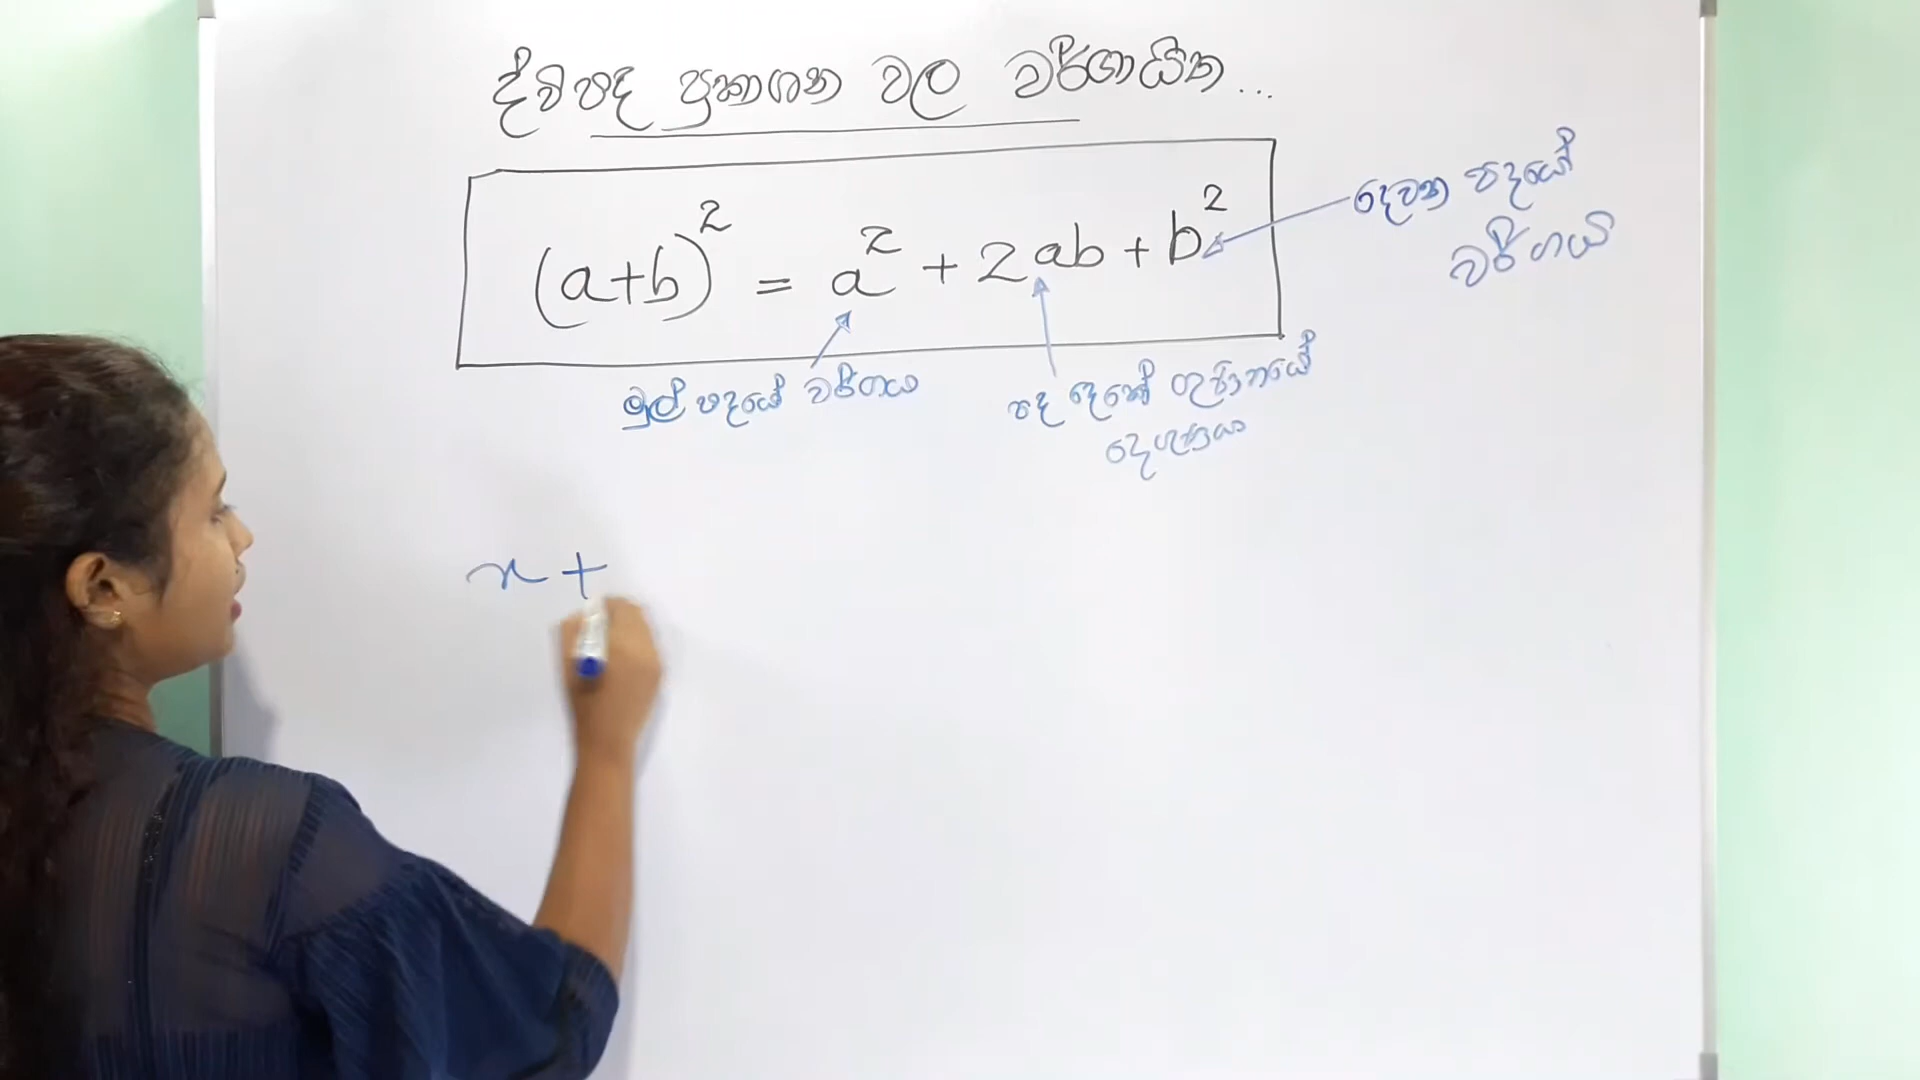 ද්විපද ප්‍රකාශන වල වර්ගායිත...
(a+b)² = a² + 2ab + b²
දෙවන පදයේ
වර්ගය
මුල් පදයේ වර්ගය
පද දෙකේ ගුණිතයේ
දෙගුණය
x +